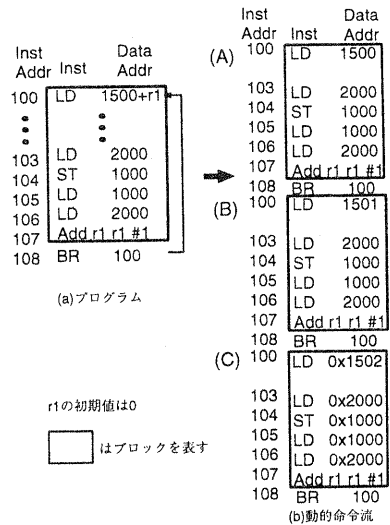 Inst Addr Inst Data Addr
100 LD 1500+r1
103 LD 2000
104 ST 1000
105 LD 1000
106 LD 2000
107 Add r1 r1 #1
108 BR 100
(a)プログラム
r1の初期値は0
はブロックを表す
Inst Addr Inst Data Addr
(A)
100 LD 1500
103 LD 2000
104 ST 1000
105 LD 1000
106 LD 2000
107 Add r1 r1 #1
108 BR 100
(B)
100 LD 1501
103 LD 2000
104 ST 1000
105 LD 1000
106 LD 2000
107 Add r1 r1 #1
108 BR 100
(C)
100 LD 0x1502
103 LD 0x2000
104 ST 0x1000
105 LD 0x1000
106 LD 0x2000
107 Add r1 r1 #1
108 BR 100
(b)動的命令流